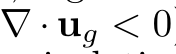 ∇ · u_g < 0